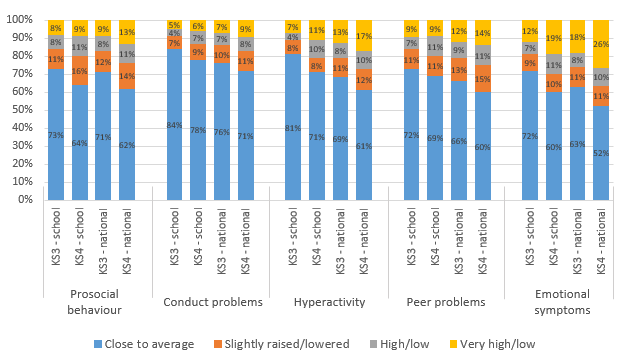 100%
90%
80%
70%
60%
50%
40%
30%
20%
10%
0%
8% 9% 9% 13% 5% 6% 7% 9% 7% 11% 13% 17% 9% 9% 12% 14% 12% 19% 18% 26%
8% 11% 8% 11% 4% 7% 7% 8% 4% 10% 8% 10% 7% 11% 9% 11% 7% 11% 8% 10%
11% 16% 12% 14% 7% 9% 10% 11% 8% 8% 11% 12% 11% 11% 13% 15% 9% 10% 11% 11%
73% 64% 71% 62% 84% 78% 76% 71% 81% 71% 69% 61% 72% 69% 66% 60% 72% 60% 63% 52%
KS3 - school
KS4 - school
KS3 - national
KS4 - national
KS3 - school
KS4 - school
KS3 - national
KS4 - national
KS3 - school
KS4 - school
KS3 - national
KS4 - national
KS3 - school
KS4 - school
KS3 - national
KS4 - national
KS3 - school
KS4 - school
KS3 - national
KS4 - national
Prosocial
behaviour
Conduct problems
Hyperactivity
Peer problems
Emotional
symptoms
Close to average
Slightly raised/lowered
High/low
Very high/low